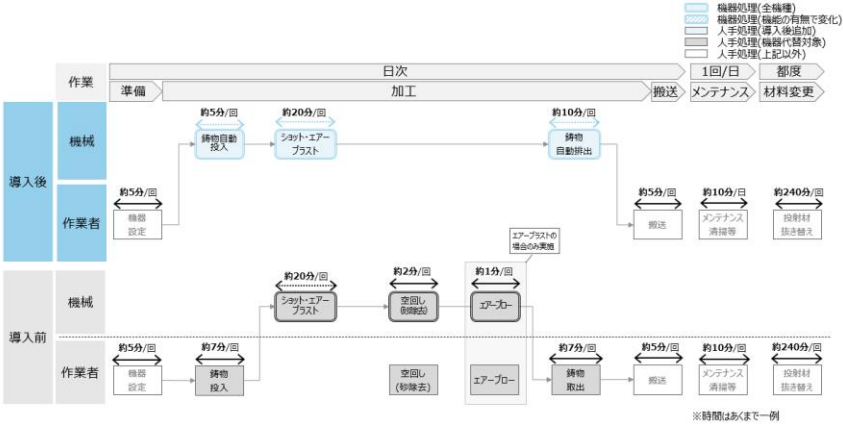 機器処理(全機種)
機器処理(機能の有無で変化)
人手処理(導入後追加)
人手処理(機器代替対象)
人手処理(上記以外)
作業
日次
1回/日
都度
準備
加工
搬送
メンテナンス
材料変更
導入後
機械
約5分/回
約20分/回
約10分/回
鋳物自動
投入
ショット・エアー
ブラスト
鋳物
自動排出
作業者
約5分/回
約5分/回
約10分/日
約240分/回
機器
設定
搬送
メンテナンス
清掃等
投射材
抜き替え
エアーブラストの
場合のみ実施
導入前
機械
約20分/回
約2分/回
約1分/回
ショット・エアー
ブラスト
空回し
(砂除去)
エアーブロー
作業者
約5分/回
約7分/回
約7分/回
約5分/回
約10分/回
約240分/回
機器
設定
鋳物
投入
空回し
(砂除去)
エアーブロー
鋳物
取出
搬送
メンテナンス
清掃等
投射材
抜き替え
※時間はあくまで一例